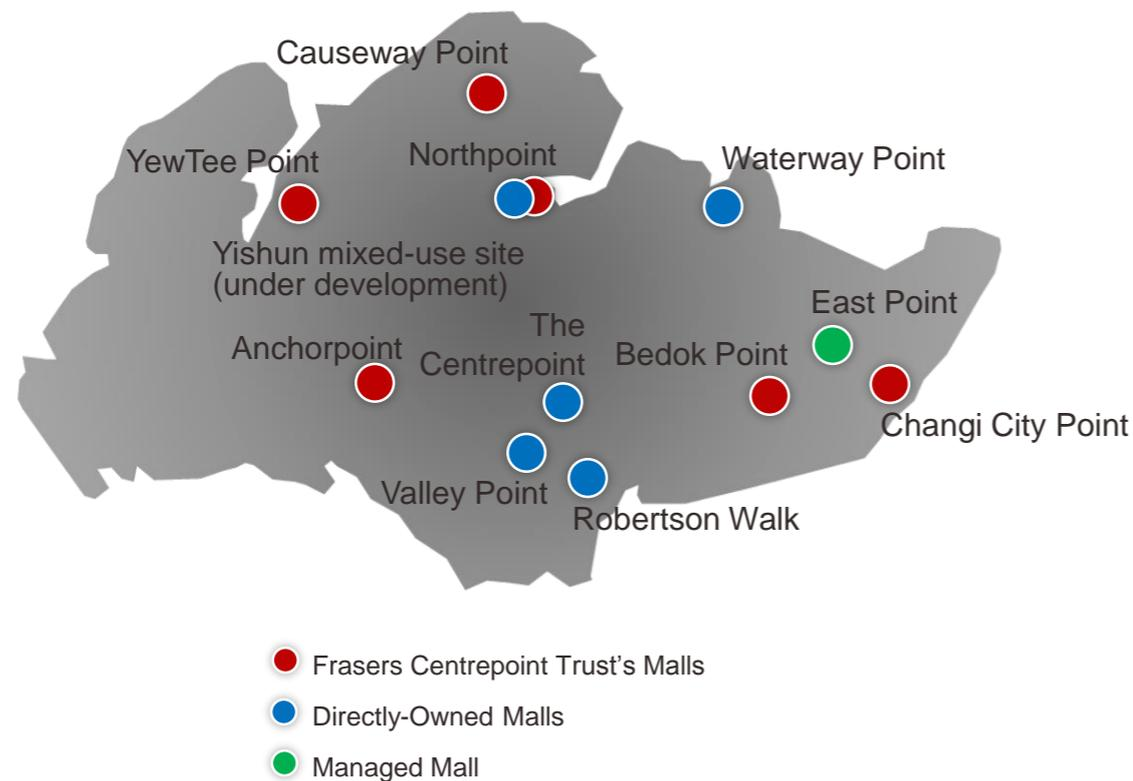 Causeway Point
YewTee Point
Northpoint
Waterway Point
Yishun mixed-use site
(under development)
East Point
The
Centrepoint
Anchorpoint
Bedok Point
Changi City Point
Valley Point
Robertson Walk
Frasers Centrepoint Trust’s Malls
Directly-Owned Malls
Managed Mall